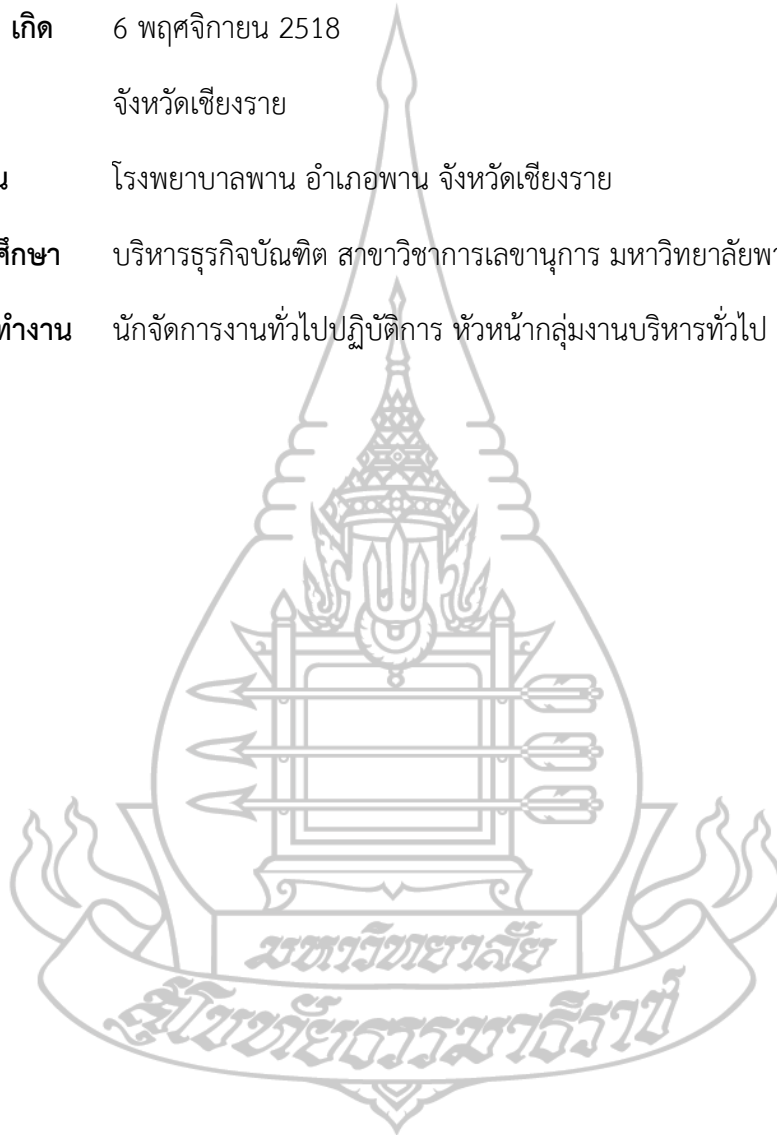 เกิด 6 พฤศจิกายน 2518
จังหวัดเชียงราย
โรงพยาบาลพาน อำเภอพาน จังหวัดเชียงราย
บริหารธุรกิจบัณฑิต สาขาวิชาการเลขานุการ มหาวิทยาลัย
ทำงาน นักจัดการงานทั่วไปปฏิบัติการ หัวหน้ากลุ่มงานบริหารทั่วไป
มหาวิทยาลัย
สุโขทัยธรรมาธิราช